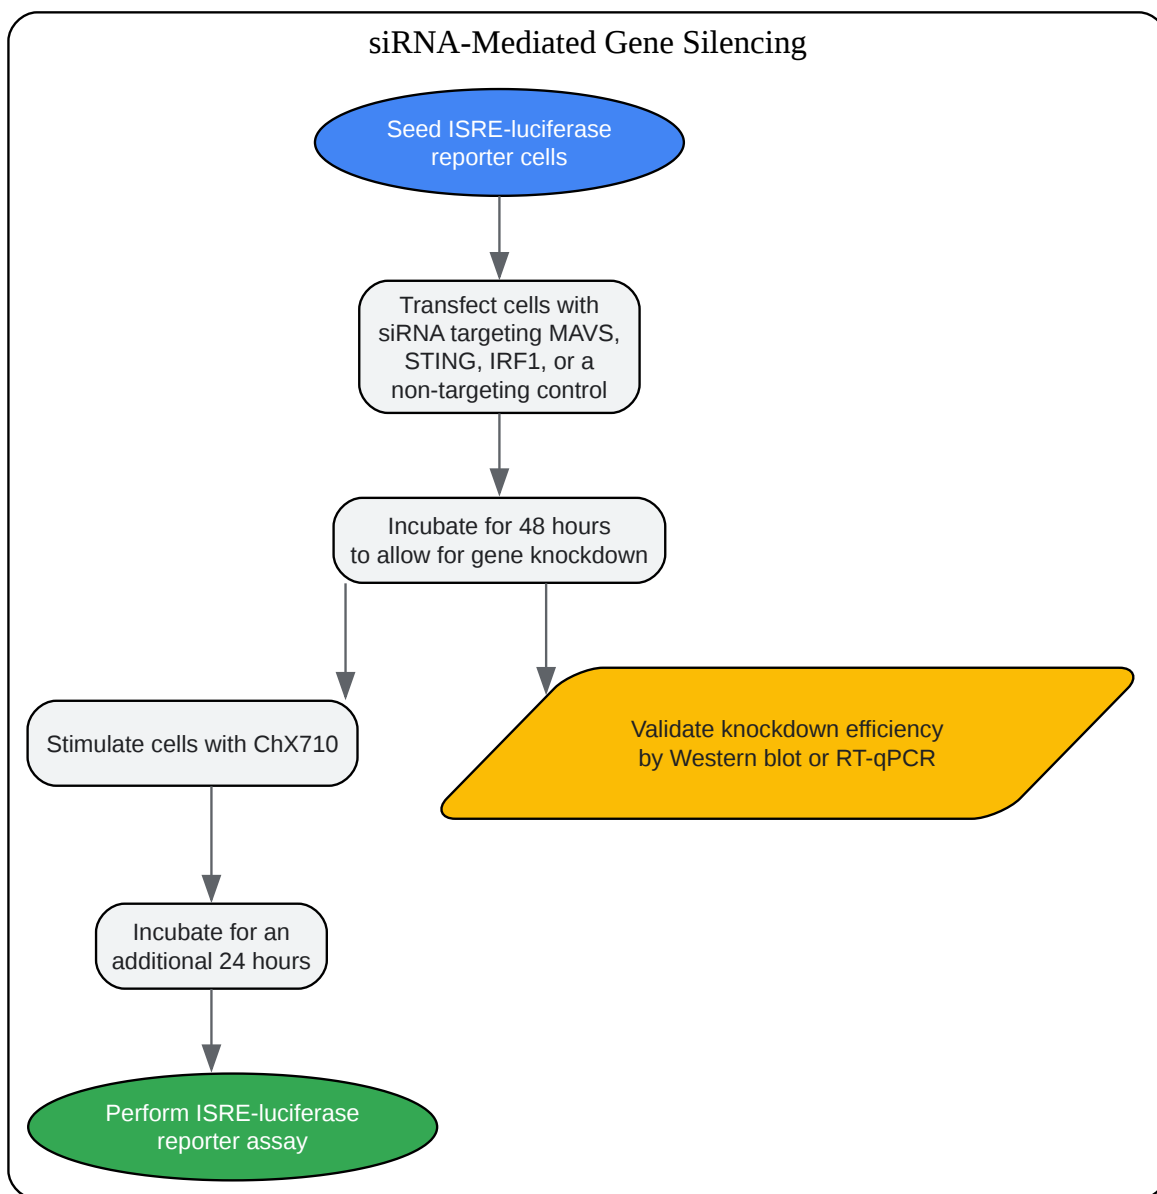 siRNA-Mediated Gene Silencing
Seed ISRE-luciferase
reporter cells
Transfect cells with
siRNA targeting MAVS,
STING, IRF1, or a
non-targeting control
Incubate for 48 hours
to allow for gene knockdown
Stimulate cells with ChX710
Validate knockdown efficiency
by Western blot or RT-qPCR
Incubate for an
additional 24 hours
Perform ISRE-luciferase
reporter assay